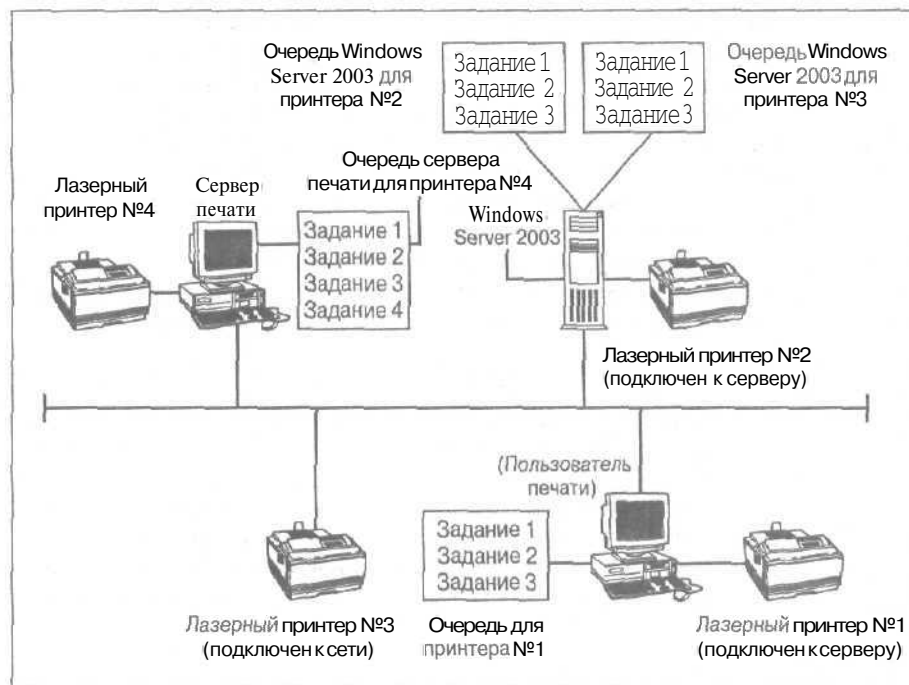 Очередь Windows
Server 2003 для
принтера №2
Задание 1
Задание 2
Задание 3
Задание 1
Задание 2
Задание 3
Очередь Windows
Server 2003 для
принтера №3
Лазерный
принтер №4
Сервер
печати
Очередь сервера
печати для принтера №4
Задание 1
Задание 2
Задание 3
Задание 4
Windows
Server 2003
Лазерный принтер №2
(подключен к серверу)
(Пользователь
печати)
Задание 1
Задание 2
Задание 3
Лазерный принтер №3
(подключен к сети)
Очередь для
принтера №1
Лазерный принтер №1
(подключен к серверу)